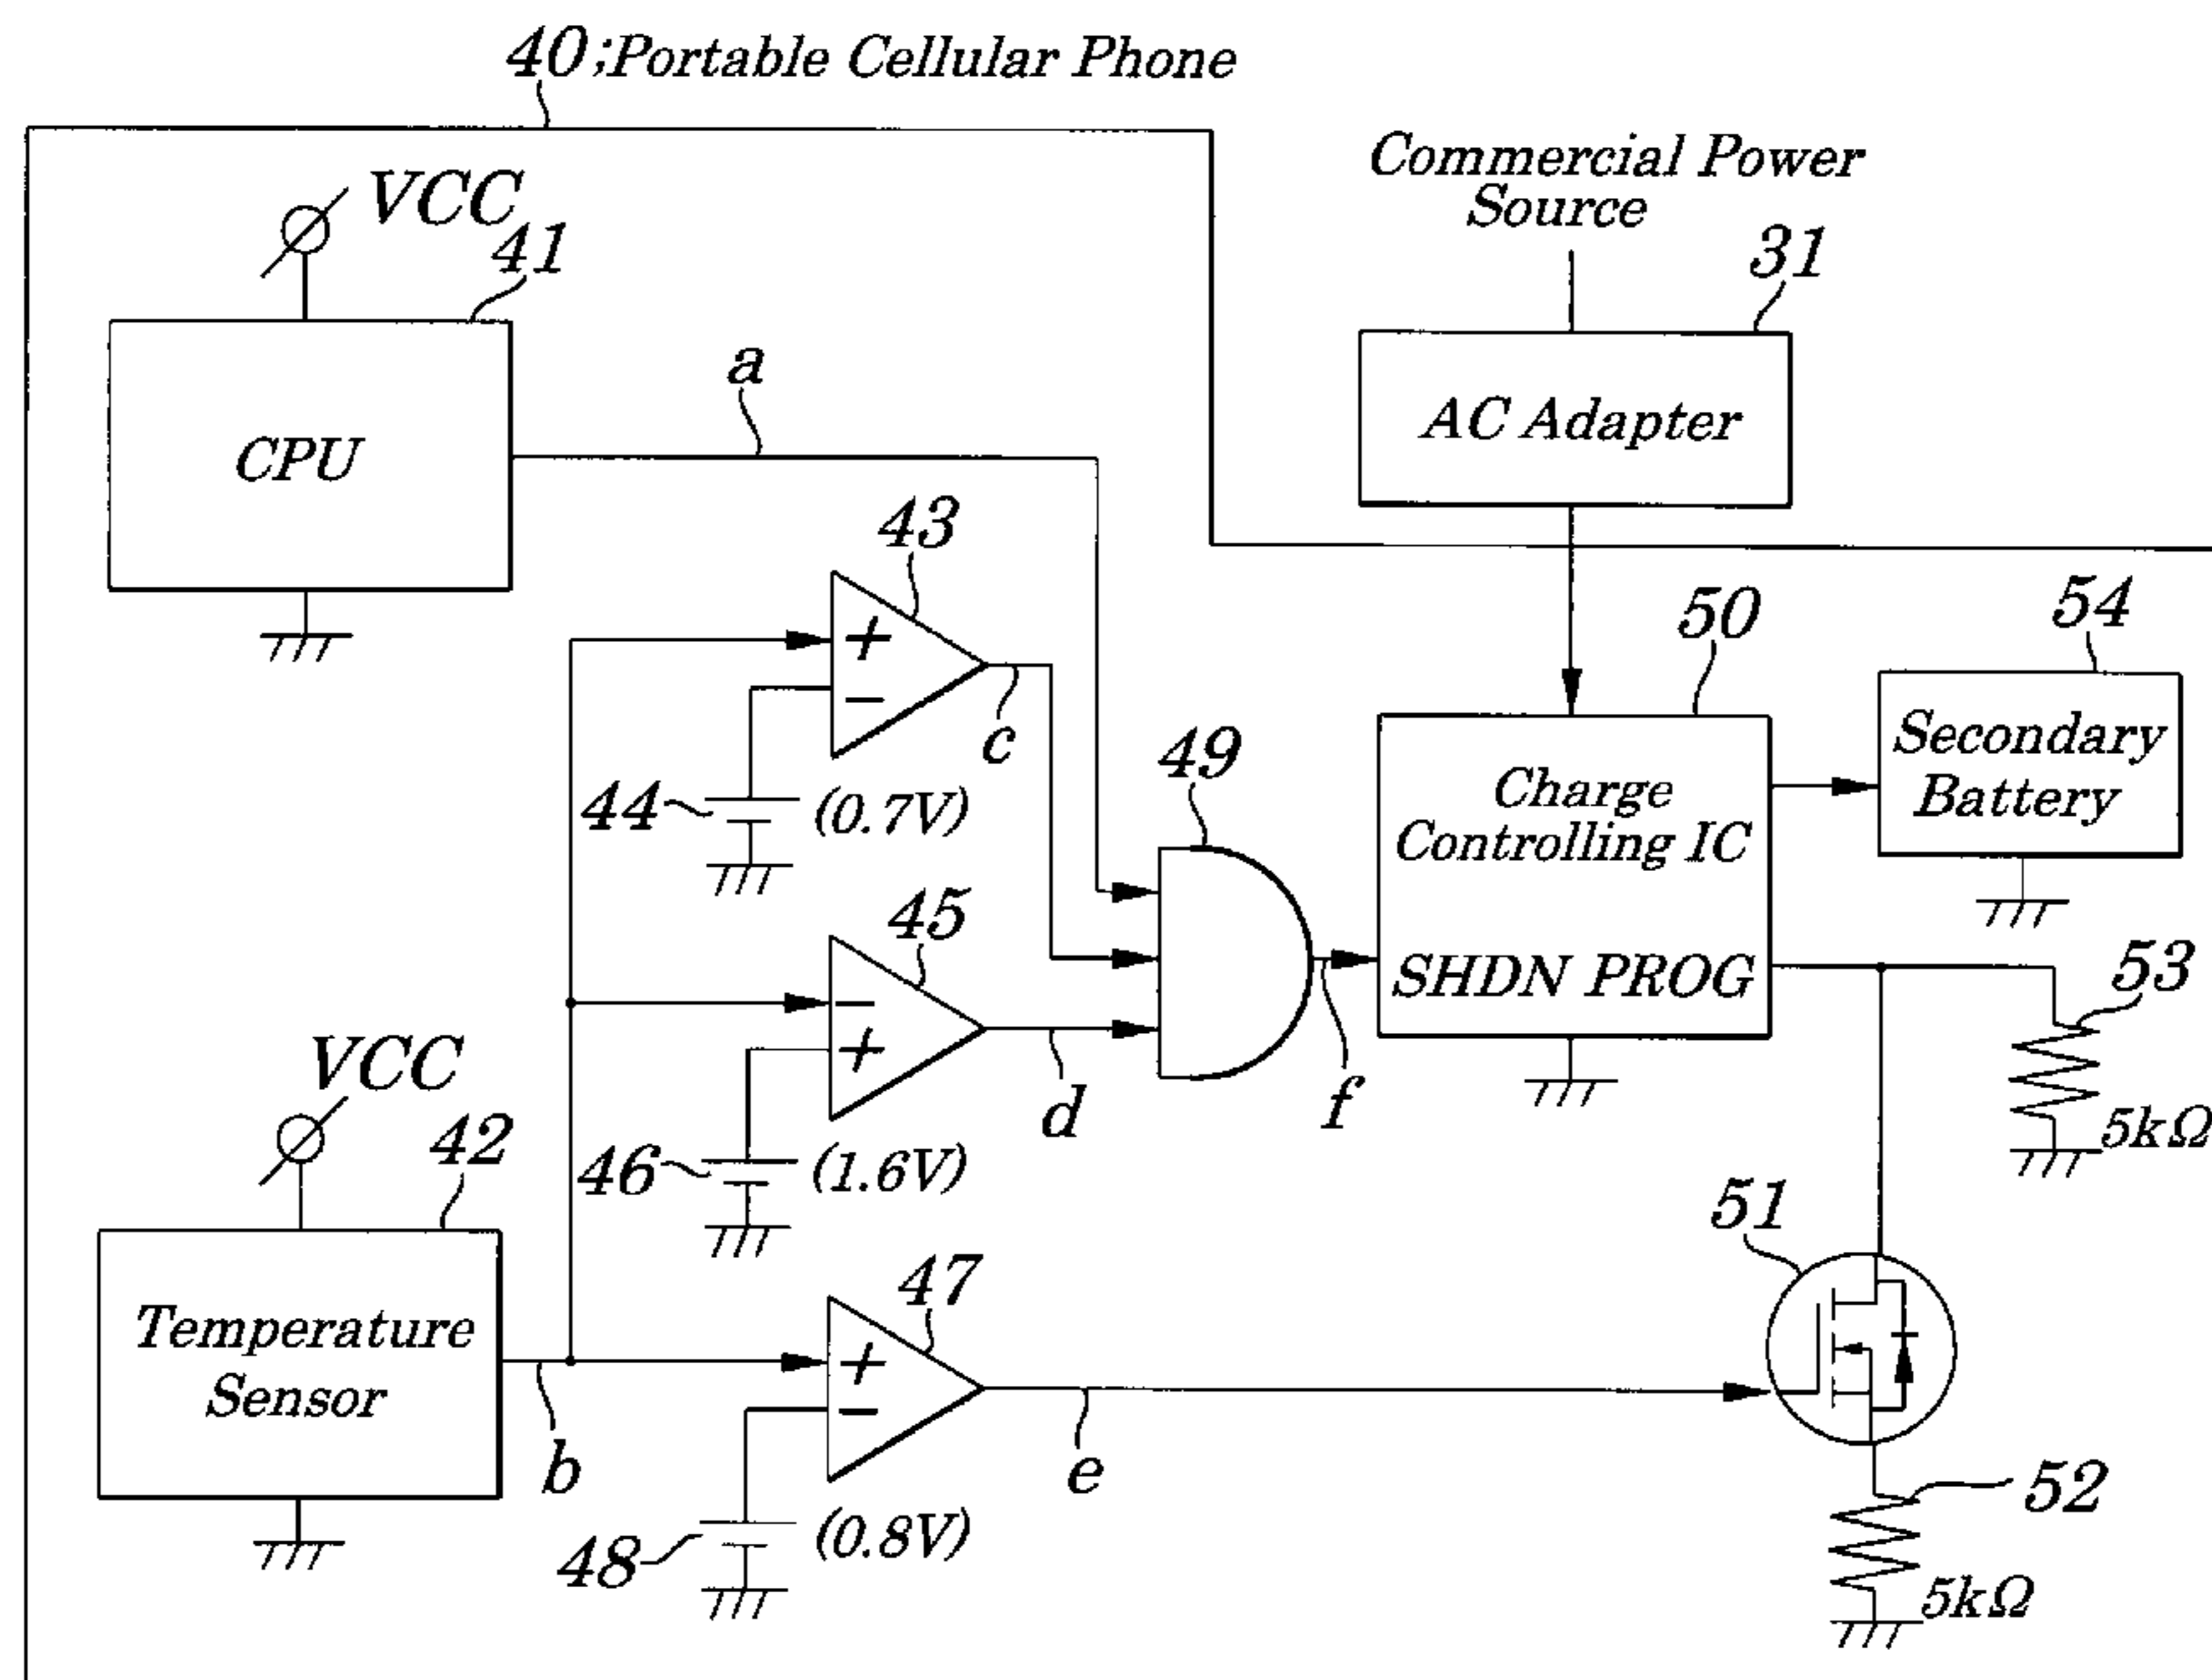 40;Portable Cellular Phone
Commercial Power
Source
VCC
41
31
a
CPU
AC Adapter
43
50
54
+
−
c
Secondary
Battery
44
(0.7V)
49
Charge
Controlling IC
45
SHDN PROG
53
−
+
VCC
42
46
(1.6V)
d
f
5kΩ
51
47
Temperature
Sensor
+
−
b
e
52
48
(0.8V)
5kΩ